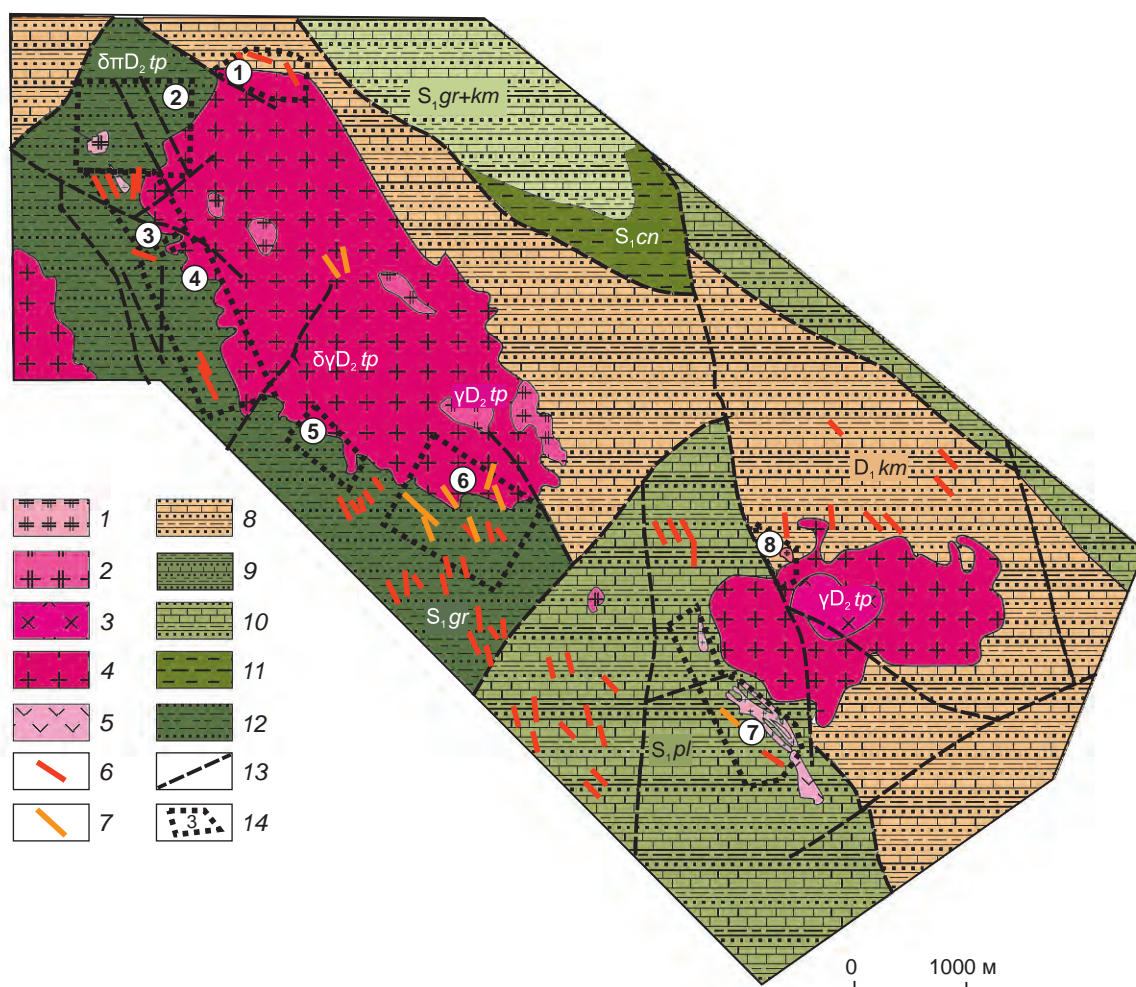 δπD₂ tp
①
②
S₁gr+km
③
S₁cn
④
δγD₂ tp
γD₂ tp
⑤
⑥
D₁km
⑧
γD₂ tp
S₁gr
⑦
S₁pl
1 8
2 9
3 10
4 11
5 12
6 13
7 3 14
0 1000 м